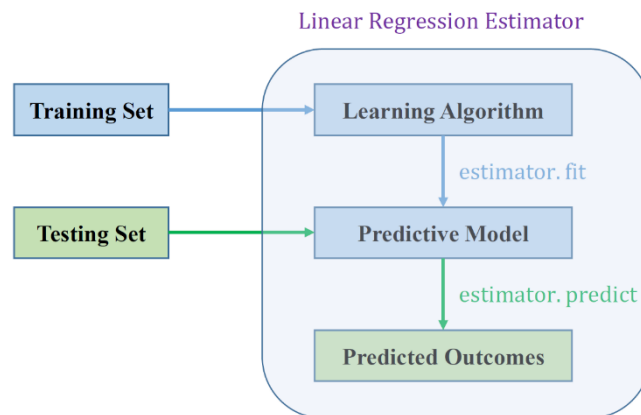 Linear Regression Estimator
Training Set
Learning Algorithm
estimator. fit
Testing Set
Predictive Model
estimator. predict
Predicted Outcomes